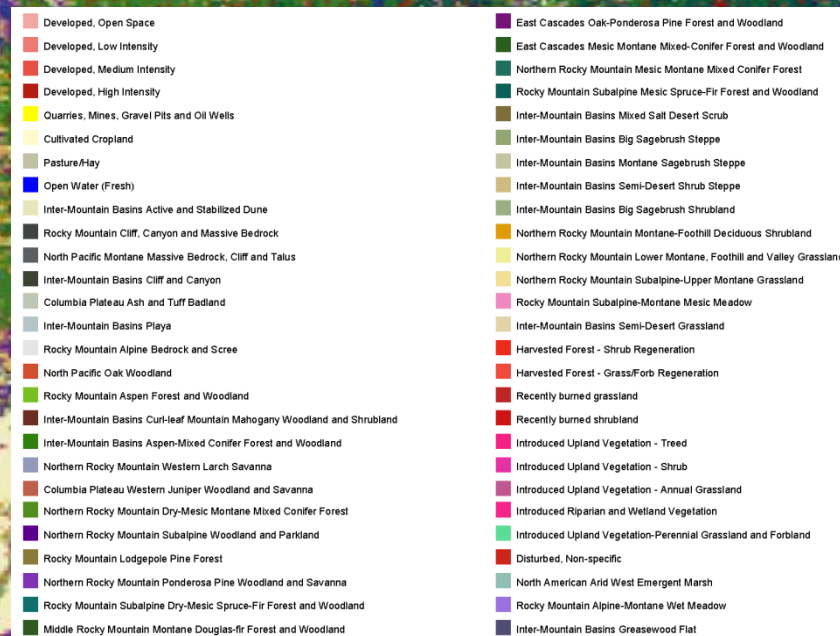 Developed, Open Space
Developed, Low Intensity
Developed, Medium Intensity
Developed, High Intensity
Quarries, Mines, Gravel Pits and Oil Wells
Cultivated Cropland
Pasture/Hay
Open Water (Fresh)
Inter-Mountain Basins Active and Stabilized Dune
Rocky Mountain Cliff, Canyon and Massive Bedrock
North Pacific Montane Massive Bedrock, Cliff and Talus
Inter-Mountain Basins Cliff and Canyon
Columbia Plateau Ash and Tuff Badland
Inter-Mountain Basins Playa
Rocky Mountain Alpine Bedrock and Scree
North Pacific Oak Woodland
Rocky Mountain Aspen Forest and Woodland
Inter-Mountain Basins Curl-leaf Mountain Mahogany Woodland and Shrubland
Inter-Mountain Basins Aspen-Mixed Conifer Forest and Woodland
Northern Rocky Mountain Western Larch Savanna
Columbia Plateau Western Juniper Woodland and Savanna
Northern Rocky Mountain Dry-Mesic Montane Mixed Conifer Forest
Northern Rocky Mountain Subalpine Woodland and Parkland
Rocky Mountain Lodgepole Pine Forest
Northern Rocky Mountain Ponderosa Pine Woodland and Savanna
Rocky Mountain Subalpine Dry-Mesic Spruce-Fir Forest and Woodland
Middle Rocky Mountain Montane Douglas-fir Forest and Woodland
East Cascades Oak-Ponderosa Pine Forest and Woodland
East Cascades Mesic Montane Mixed-Conifer Forest and Woodland
Northern Rocky Mountain Mesic Montane Mixed Conifer Forest
Rocky Mountain Subalpine Mesic Spruce-Fir Forest and Woodland
Inter-Mountain Basins Mixed Salt Desert Scrub
Inter-Mountain Basins Big Sagebrush Steppe
Inter-Mountain Basins Montane Sagebrush Steppe
Inter-Mountain Basins Semi-Desert Shrub Steppe
Inter-Mountain Basins Big Sagebrush Shrubland
Northern Rocky Mountain Montane-Foothill Deciduous Shrubland
Northern Rocky Mountain Lower Montane, Foothill and Valley Grassland
Northern Rocky Mountain Subalpine-Upper Montane Grassland
Rocky Mountain Subalpine-Montane Mesic Meadow
Inter-Mountain Basins Semi-Desert Grassland
Harvested Forest - Shrub Regeneration
Harvested Forest - Grass/Forb Regeneration
Recently burned grassland
Recently burned shrubland
Introduced Upland Vegetation - Treed
Introduced Upland Vegetation - Shrub
Introduced Upland Vegetation - Annual Grassland
Introduced Riparian and Wetland Vegetation
Introduced Upland Vegetation-Perennial Grassland and Forbland
Disturbed, Non-specific
North American Arid West Emergent Marsh
Rocky Mountain Alpine-Montane Wet Meadow
Inter-Mountain Basins Greasewood Flat